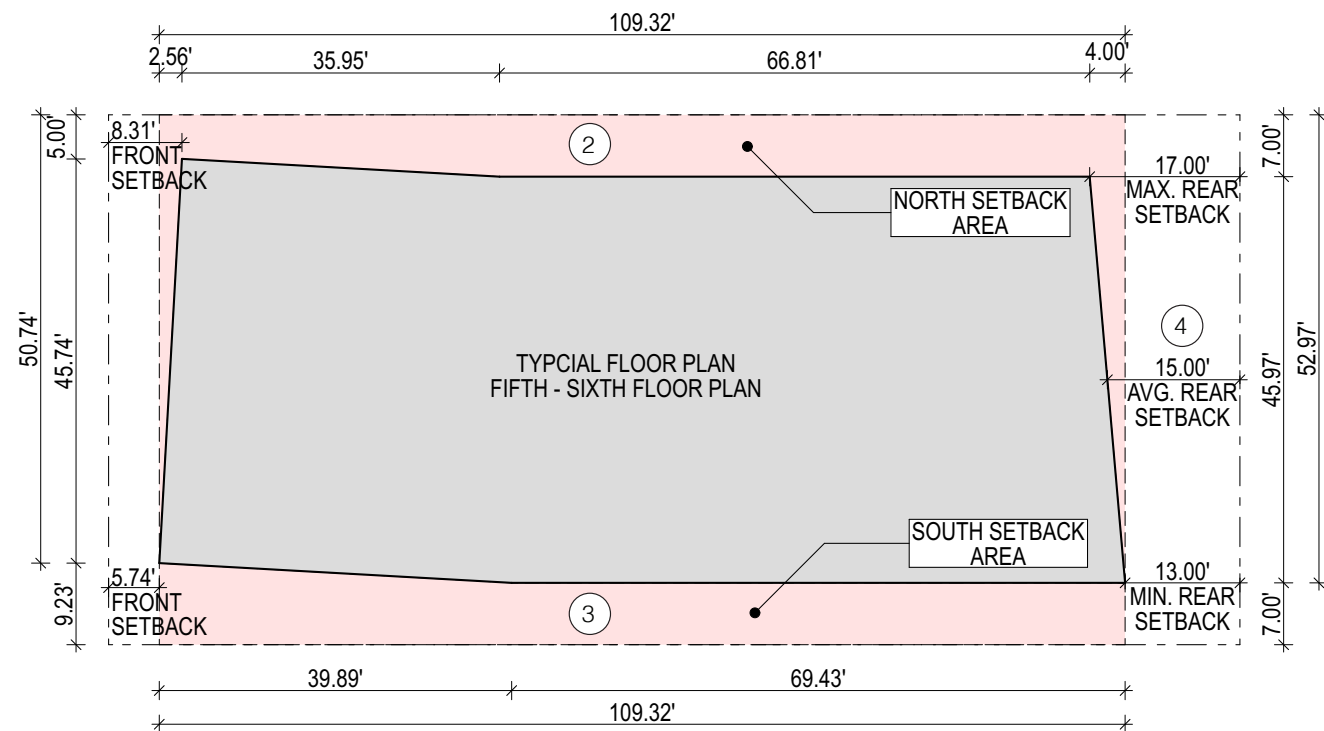 109.32'
2.56'
35.95'
66.81'
4.00'
5.00'
8.31'
FRONT
SETBACK
2
7.00'
17.00'
MAX. REAR
SETBACK
NORTH SETBACK
AREA
50.74'
45.74'
TYPCIAL FLOOR PLAN
FIFTH - SIXTH FLOOR PLAN
4
15.00'
AVG. REAR
SETBACK
45.97'
52.97'
SOUTH SETBACK
AREA
9.23'
5.74'
FRONT
SETBACK
3
13.00'
MIN. REAR
SETBACK
7.00'
39.89'
69.43'
109.32'